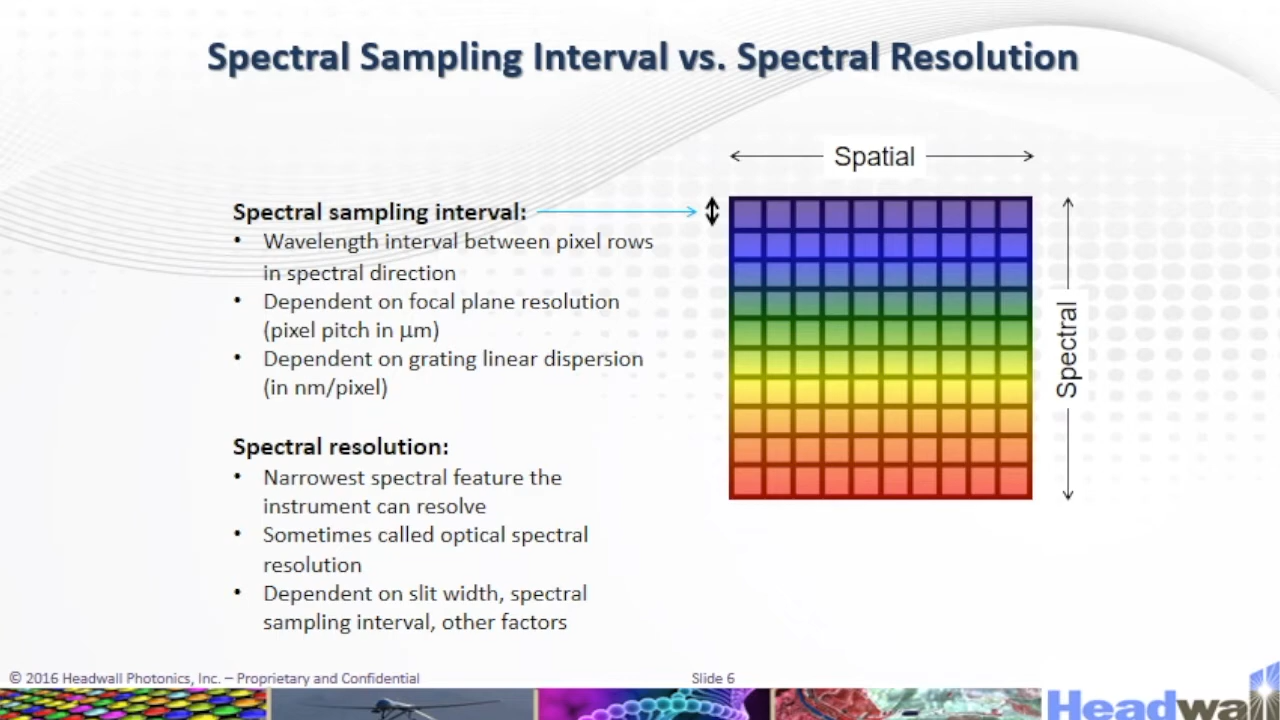 Spectral Sampling Interval vs. Spectral Resolution
Spatial
Spectral sampling interval:
• Wavelength interval between pixel rows
in spectral direction
• Dependent on focal plane resolution
(pixel pitch in µm)
• Dependent on grating linear dispersion
(in nm/pixel)
Spectral
Spectral resolution:
• Narrowest spectral feature the
instrument can resolve
• Sometimes called optical spectral
resolution
• Dependent on slit width, spectral
sampling interval, other factors
© 2016 Headwall Photonics, Inc. – Proprietary and Confidential
Slide 6
Headwall